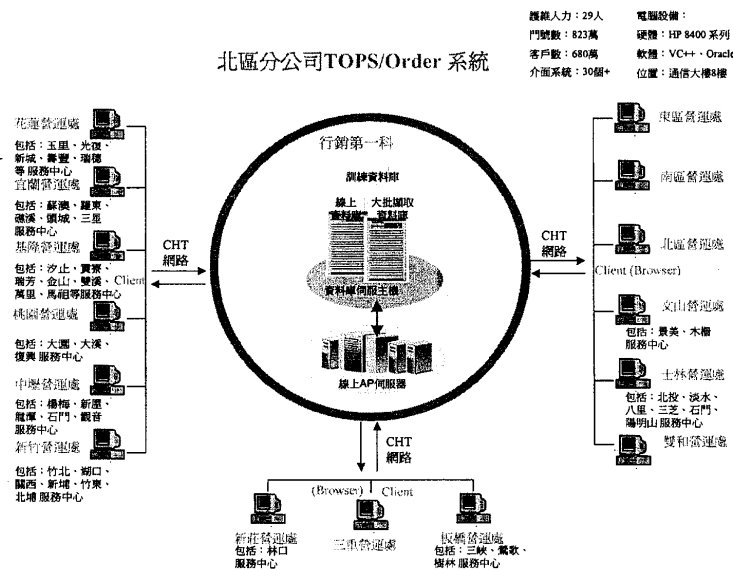 護維人力：29人
門號數：823萬
客戶數：680萬
介面系統：30個+
電腦設備：
硬體：HP 8400 系列
軟體：VC++、Oracle
位置：通信大樓8樓
北區分公司TOPS/Order 系統
花蓮營運處
包括：玉里、光復、
新城、壽豐、瑞穗
等 服務中心
宜蘭營運處
包括：蘇澳、羅東、
礁溪、頭城、三星
服務中心
基隆營運處
包括：汐止、貢寮、
瑞芳、金山、雙溪、
萬里、馬祖等服務中心
桃園營運處
包括：大園、大溪、
復興 服務中心
中壢營運處
包括：楊梅、新屋、
龍潭、石門、觀音
服務中心
新竹營運處
包括：竹北、湖口、
關西、新埔、竹東、
北埔 服務中心
CHT
網路
Client
行銷第一科
訓練資料庫
線上
資料庫
大批擷取
資料庫
資料庫伺服主機
線上AP伺服器
CHT
網路
Client (Browser)
東區營運處
南區營運處
北區營運處
文山營運處
包括：景美、木柵
服務中心
士林營運處
包括：北投、淡水、
八里、三芝、石門、
陽明山 服務中心
雙和營運處
CHT
網路
(Browser)
Client
新莊營運處
包括：林口
服務中心
三重營運處
板橋營運處
包括：三峽、鶯歌、
樹林 服務中心